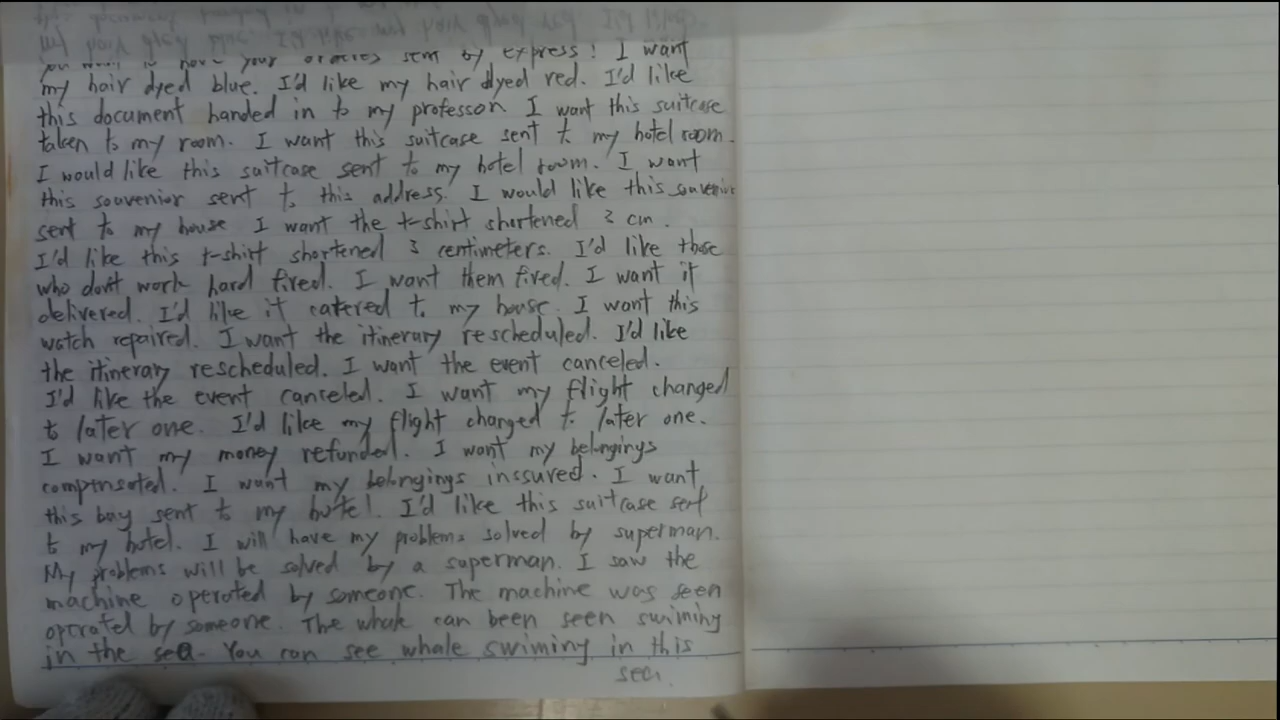 you want to have your orders sent by express! I want
my hair dyed blue. I'd like my hair dyed red. I'd like
this document handed in to my professor. I want this suitcase
taken to my room. I want this suitcase sent to my hotel room.
I would like this suitcase sent to my hotel room. I want
this souvenior sent to this address. I would like this souvenior
sent to my house I want the t-shirt shortened 3 cm.
I'd like this t-shirt shortened 3 centimeters. I'd like those
who don't work hard fired. I want them fired. I want it
delivered. I'd like it catered to my house. I want this
watch repaired. I want the itinerary rescheduled. I'd like
the itinerary rescheduled. I want the event canceled.
I'd like the event canceled. I want my flight changed
to later one. I'd like my flight changed to later one.
I want my money refunded. I want my belongings
compensated. I want my belongings inssured. I want
this bag sent to my hotel. I'd like this suitcase sent
to my hotel. I will have my problems solved by superman.
My problems will be solved by a superman. I saw the
machine operated by someone. The machine was seen
operated by someone. The whale can been seen swiming
in the sea. You can see whale swiming in this
sea.